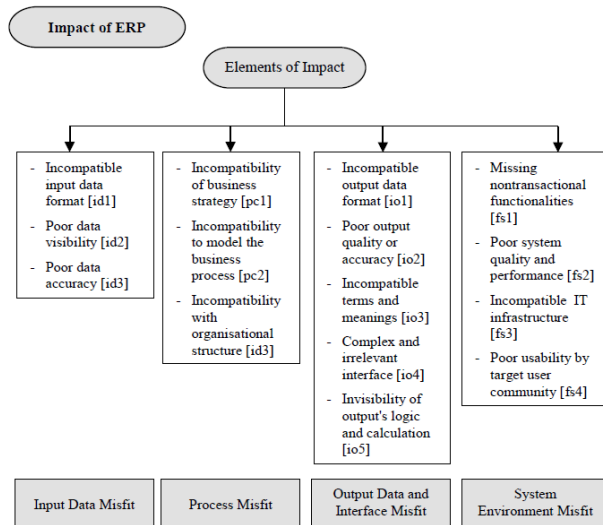 Impact of ERP
Elements of Impact
- Incompatible
input data
format [id1]
- Poor data
visibility [id2]
- Poor data
accuracy [id3]
- Incompatibility
of business
strategy [pc1]
- Incompatibility
to model the
business
process [pc2]
- Incompatibility
with
organisational
structure [id3]
- Incompatible
output data
format [io1]
- Poor output
quality or
accuracy [io2]
- Incompatible
terms and
meanings [io3]
- Complex and
irrelevant
interface [io4]
- Invisibility of
output's logic
and calculation
[io5]
- Missing
nontransactional
functionalities
[fs1]
- Poor system
quality and
performance [fs2]
- Incompatible IT
infrastructure
[fs3]
- Poor usability by
target user
community [fs4]
Input Data Misfit
Process Misfit
Output Data and
Interface Misfit
System
Environment Misfit